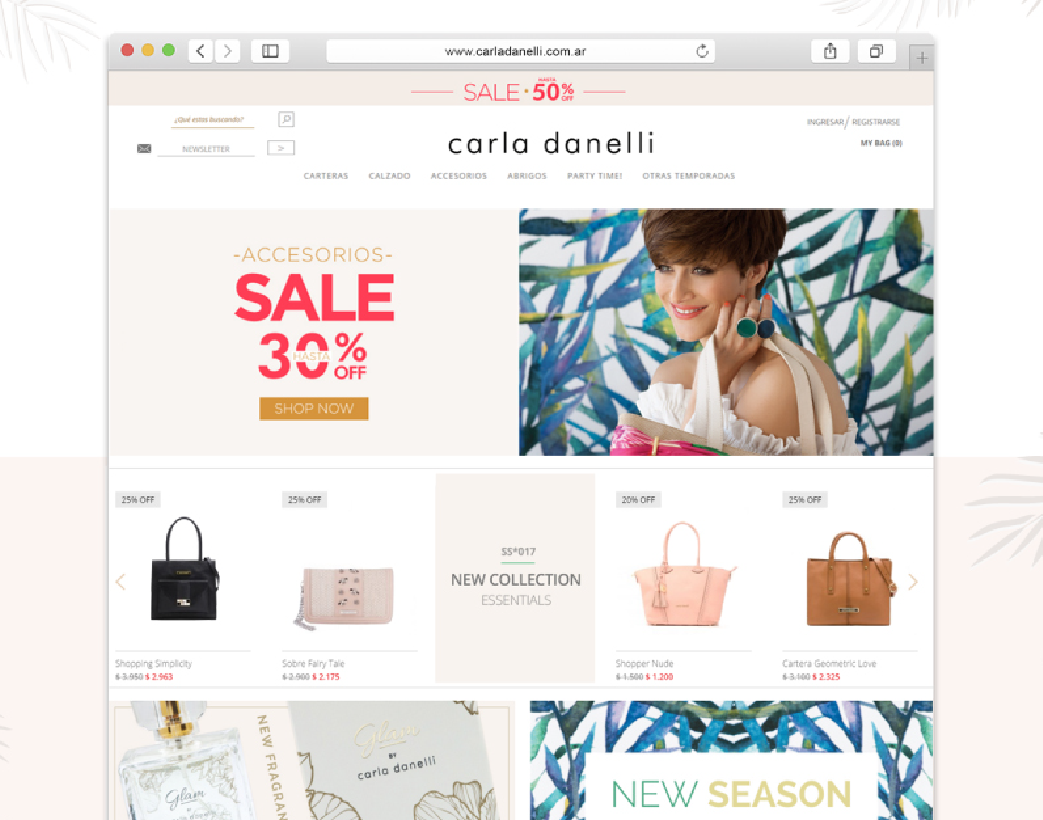 www.carladanelli.com.ar
SALE • HASTA 50% OFF
¿Qué estas buscando?
INGRESAR/ REGISTRARSE
carla danelli
NEWSLETTER
>
MY BAG (0)
CARTERAS CALZADO ACCESORIOS ABRIGOS PARTY TIME! OTRAS TEMPORADAS
-ACCESORIOS-
SALE
HASTA 30% OFF
SHOP NOW
25% OFF
25% OFF
20% OFF
25% OFF
SS*017
NEW COLLECTION
ESSENTIALS
Shopping Simplicity
$ 3.950 $ 2.963
Sobre Fairy Tale
$ 2.900 $ 2.175
Shopper Nude
$ 1.500 $ 1.200
Cartera Geometric Love
$ 3.100 $ 2.325
NEW FRAGRAN
Glam
BY
carla danelli
Glam
NEW SEASON